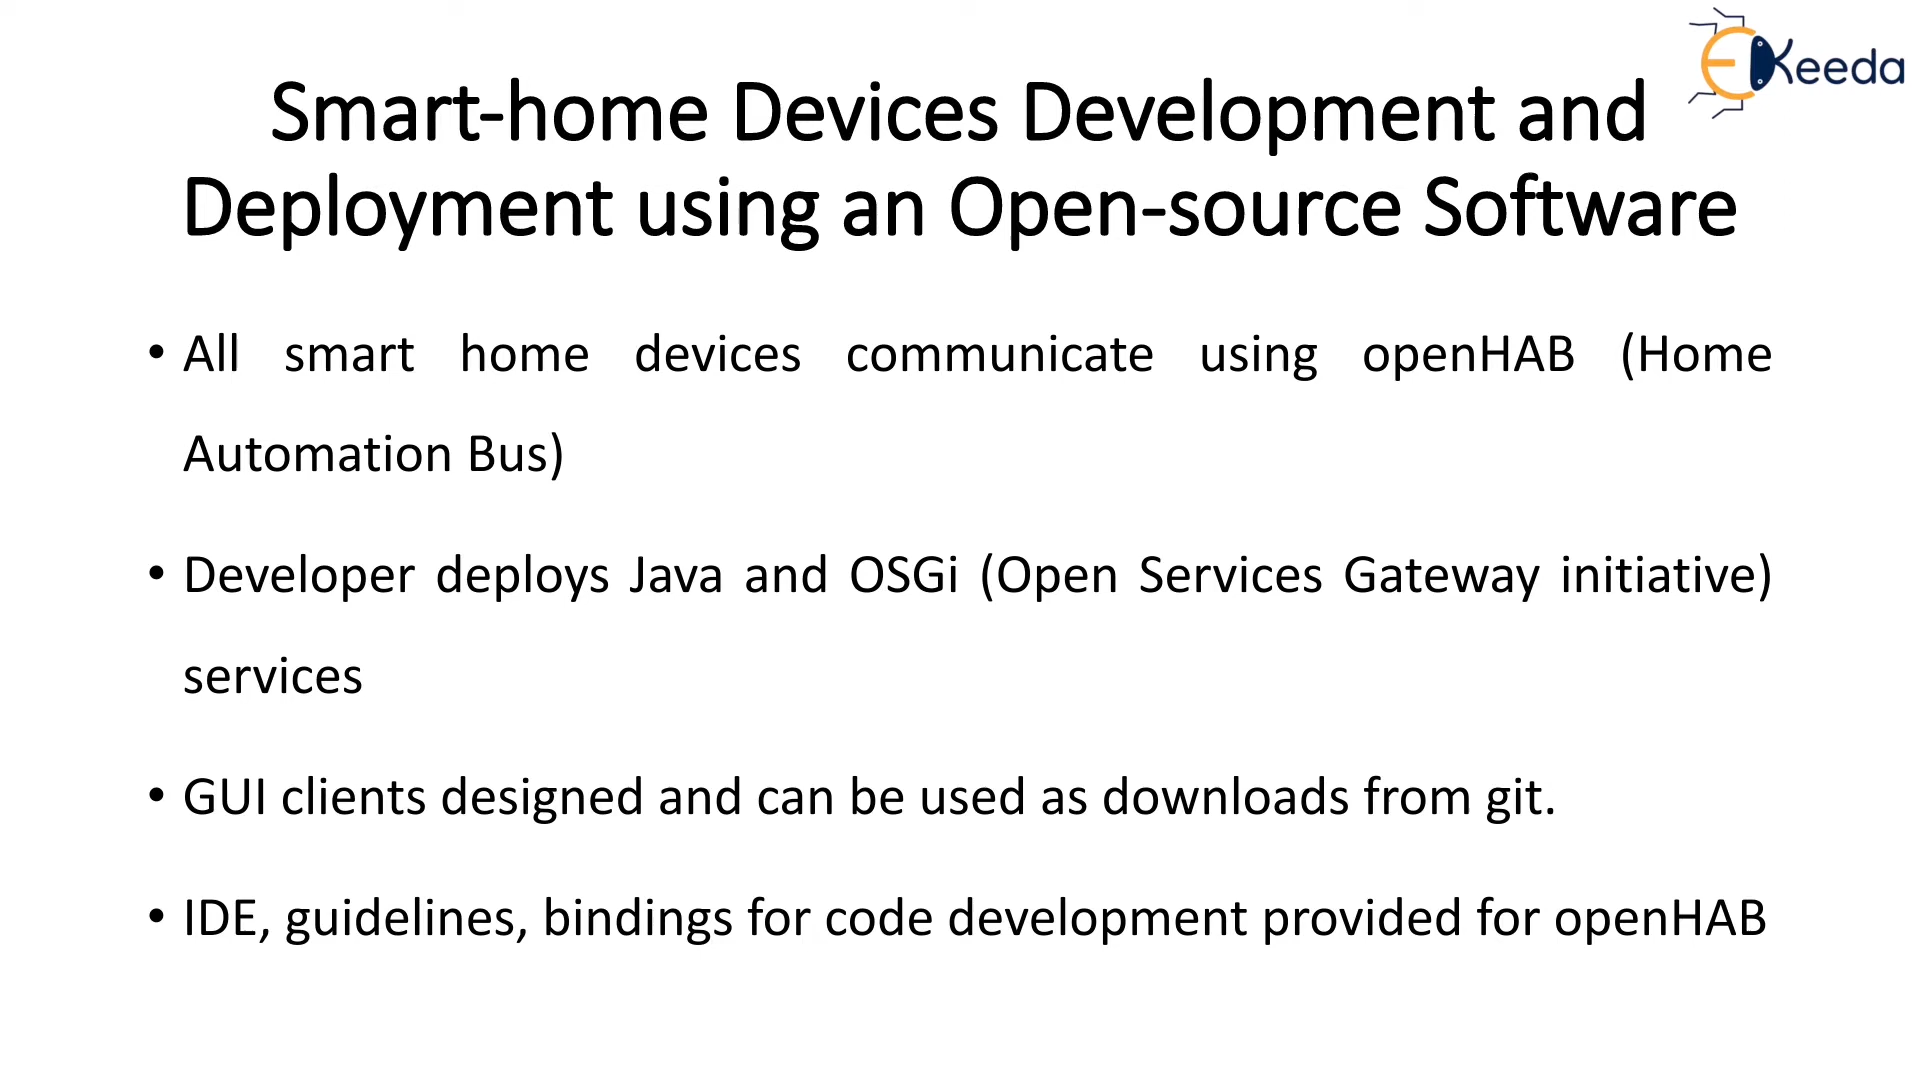 EKeeda
Smart-home Devices Development and
Deployment using an Open-source Software
• All smart home devices communicate using openHAB (Home
Automation Bus)
• Developer deploys Java and OSGi (Open Services Gateway initiative)
services
• GUI clients designed and can be used as downloads from git.
• IDE, guidelines, bindings for code development provided for openHAB